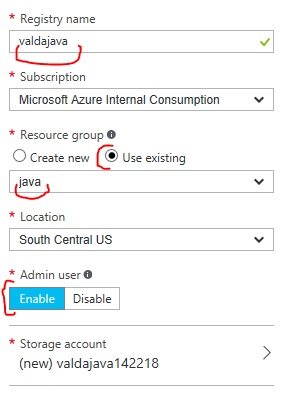 * Registry name
valdajava
* Subscription
Microsoft Azure Internal Consumption
* Resource group
Create new Use existing
java
* Location
South Central US
* Admin user
Enable Disable
* Storage account
(new) valdajava142218